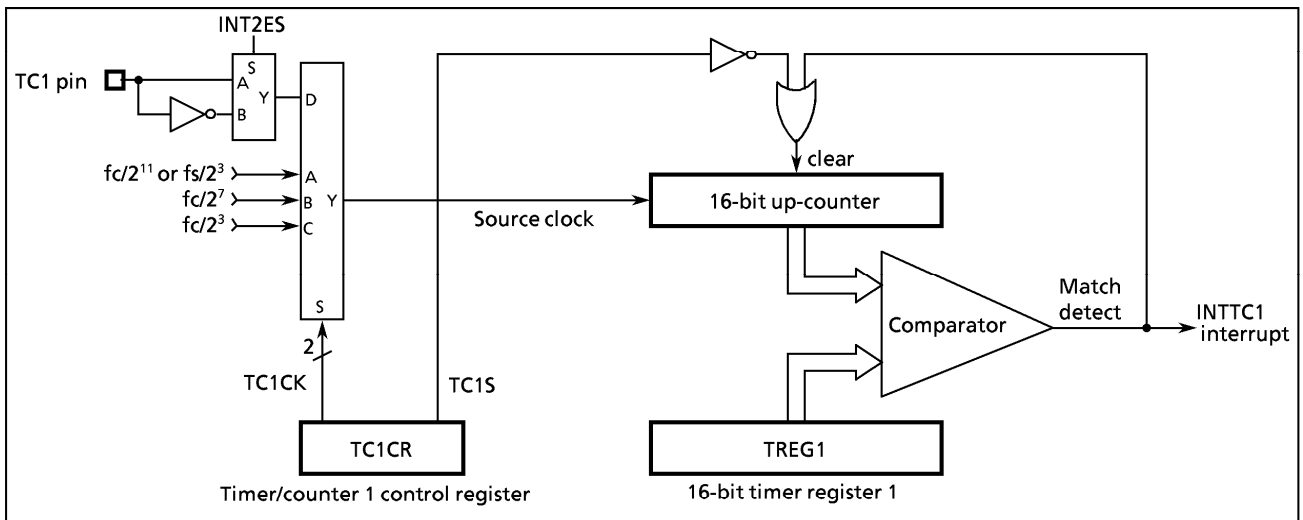 INT2ES
TC1 pin
S
A
Y
B
D
fc/2¹¹ or fs/2³
A
fc/2⁷
B
Y
fc/2³
C
S
2
TC1CK
TC1S
TC1CR
Timer/counter 1 control register
Source clock
clear
16-bit up-counter
Comparator
Match
detect
INTTC1
interrupt
TREG1
16-bit timer register 1